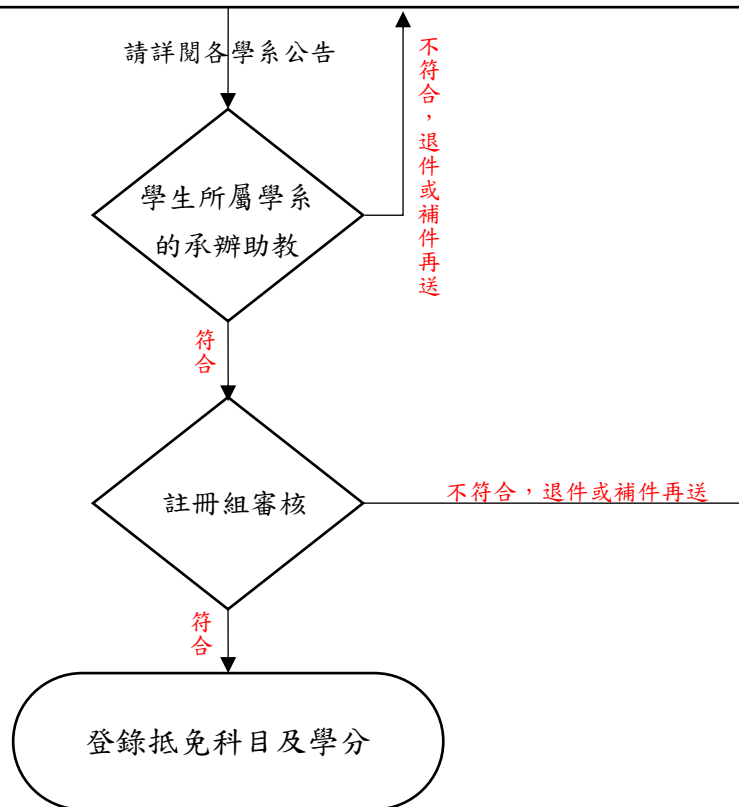 請詳閱各學系公告
不符合，退件或補件再送
學生所屬學系
的承辦助教
符合
註冊組審核
不符合，退件或補件再送
符合
登錄抵免科目及學分